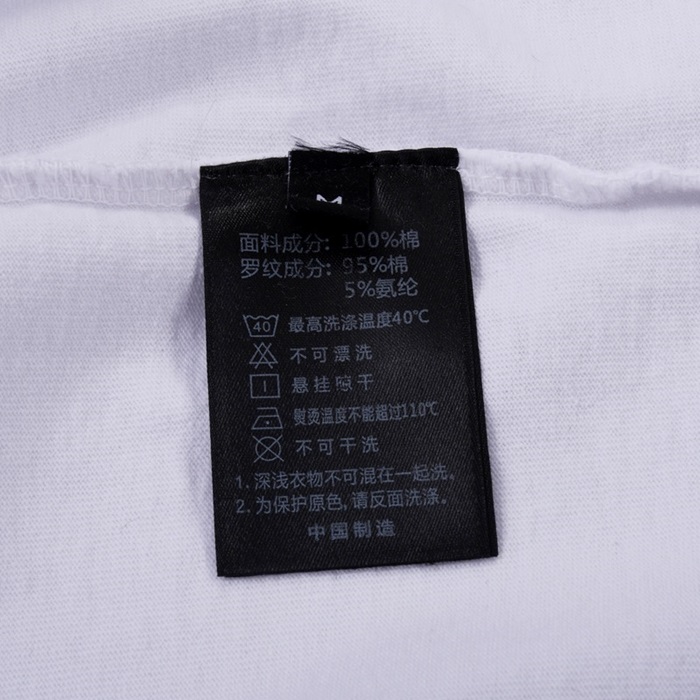 M
面料成分: 100%棉
罗纹成分: 95%棉
5%氨纶
40 最高洗涤温度40℃
不可漂洗
悬挂晾干
熨烫温度不能超过110℃
不可干洗
1. 深浅衣物不可混在一起洗。
2. 为保护原色,请反面洗涤。
中国制造